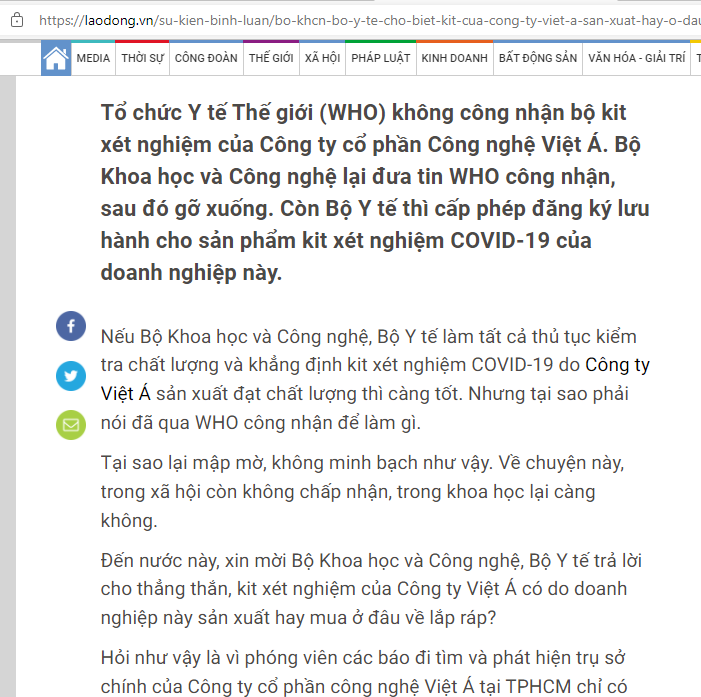 https://laodong.vn/su-kien-binh-luan/bo-khcn-bo-y-te-cho-biet-kit-cua-cong-ty-viet-a-san-xuat-hay-o-dau
MEDIA THỜI SỰ CÔNG ĐOÀN THẾ GIỚI XÃ HỘI PHÁP LUẬT KINH DOANH BẤT ĐỘNG SẢN VĂN HÓA - GIẢI TRÍ
Tổ chức Y tế Thế giới (WHO) không công nhận bộ kit
xét nghiệm của Công ty cổ phần Công nghệ Việt Á. Bộ
Khoa học và Công nghệ lại đưa tin WHO công nhận,
sau đó gỡ xuống. Còn Bộ Y tế thì cấp phép đăng ký lưu
hành cho sản phẩm kit xét nghiệm COVID-19 của
doanh nghiệp này.
Nếu Bộ Khoa học và Công nghệ, Bộ Y tế làm tất cả thủ tục kiểm
tra chất lượng và khẳng định kit xét nghiệm COVID-19 do Công ty
Việt Á sản xuất đạt chất lượng thì càng tốt. Nhưng tại sao phải
nói đã qua WHO công nhận để làm gì.
Tại sao lại mập mờ, không minh bạch như vậy. Về chuyện này,
trong xã hội còn không chấp nhận, trong khoa học lại càng
không.
Đến nước này, xin mời Bộ Khoa học và Công nghệ, Bộ Y tế trả lời
cho thẳng thắn, kit xét nghiệm của Công ty Việt Á có do doanh
nghiệp này sản xuất hay mua ở đâu về lắp ráp?
Hỏi như vậy là vì phóng viên các báo đi tìm và phát hiện trụ sở
chính của Công ty cổ phần công nghệ Việt Á tại TPHCM chỉ có